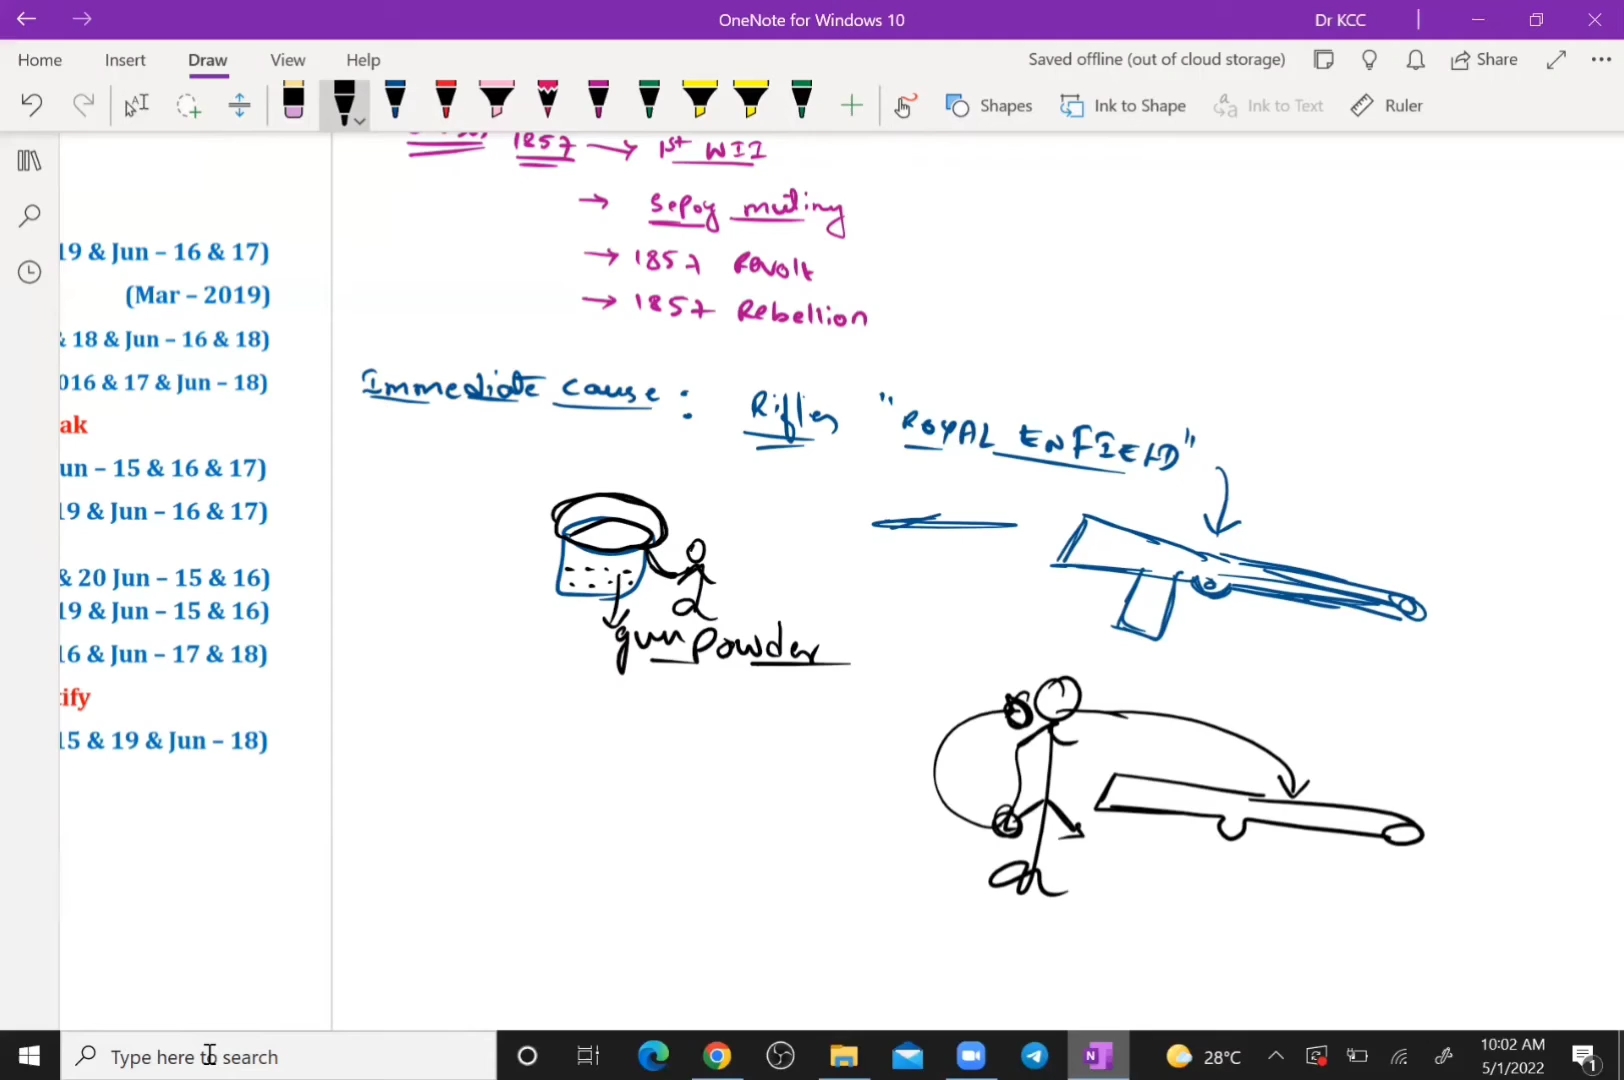 OneNote for Windows 10
Dr KCC
Home Insert Draw View Help
Saved offline (out of cloud storage)
Share
Shapes
Ink to Shape
Ink to Text
Ruler
1857 → 1st WII
→ Sepoy mutiny
→ 1857 Revolt
→ 1857 Rebellion
19 & Jun – 16 & 17)
(Mar – 2019)
& 18 & Jun – 16 & 18)
016 & 17 & Jun – 18)
ak
un – 15 & 16 & 17)
19 & Jun – 16 & 17)
& 20 Jun – 15 & 16)
19 & Jun – 15 & 16)
16 & Jun – 17 & 18)
tify
15 & 19 & Jun – 18)
Immediate cause : Rifles "ROYAL ENFIELD"
gun powder
Type here to search
28°C
10:02 AM
5/1/2022
1